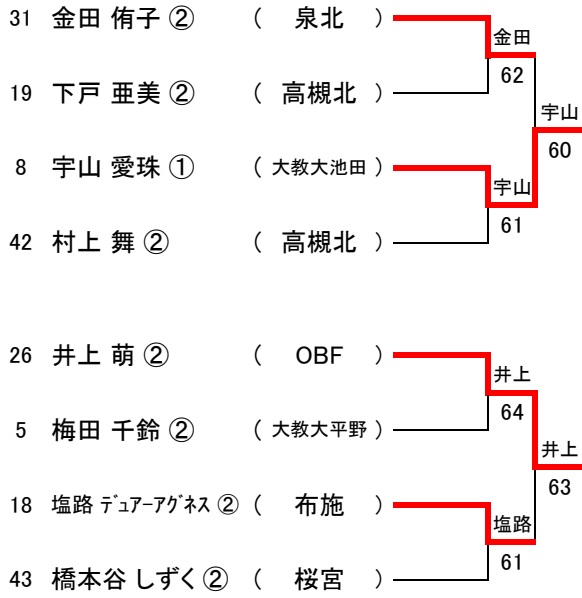 31 金田 侑子 ② ( 泉北 )
金田
62
19 下戸 亜美 ② ( 高槻北 )
宇山
60
8 宇山 愛珠 ① ( 大教大池田 )
宇山
61
42 村上 舞 ② ( 高槻北 )
26 井上 萌 ② ( OBF )
井上
64
5 梅田 千鈴 ② ( 大教大平野 )
井上
63
18 塩路 デュアーアグネス ② ( 布施 )
塩路
61
43 橋本谷 しずく ② ( 桜宮 )